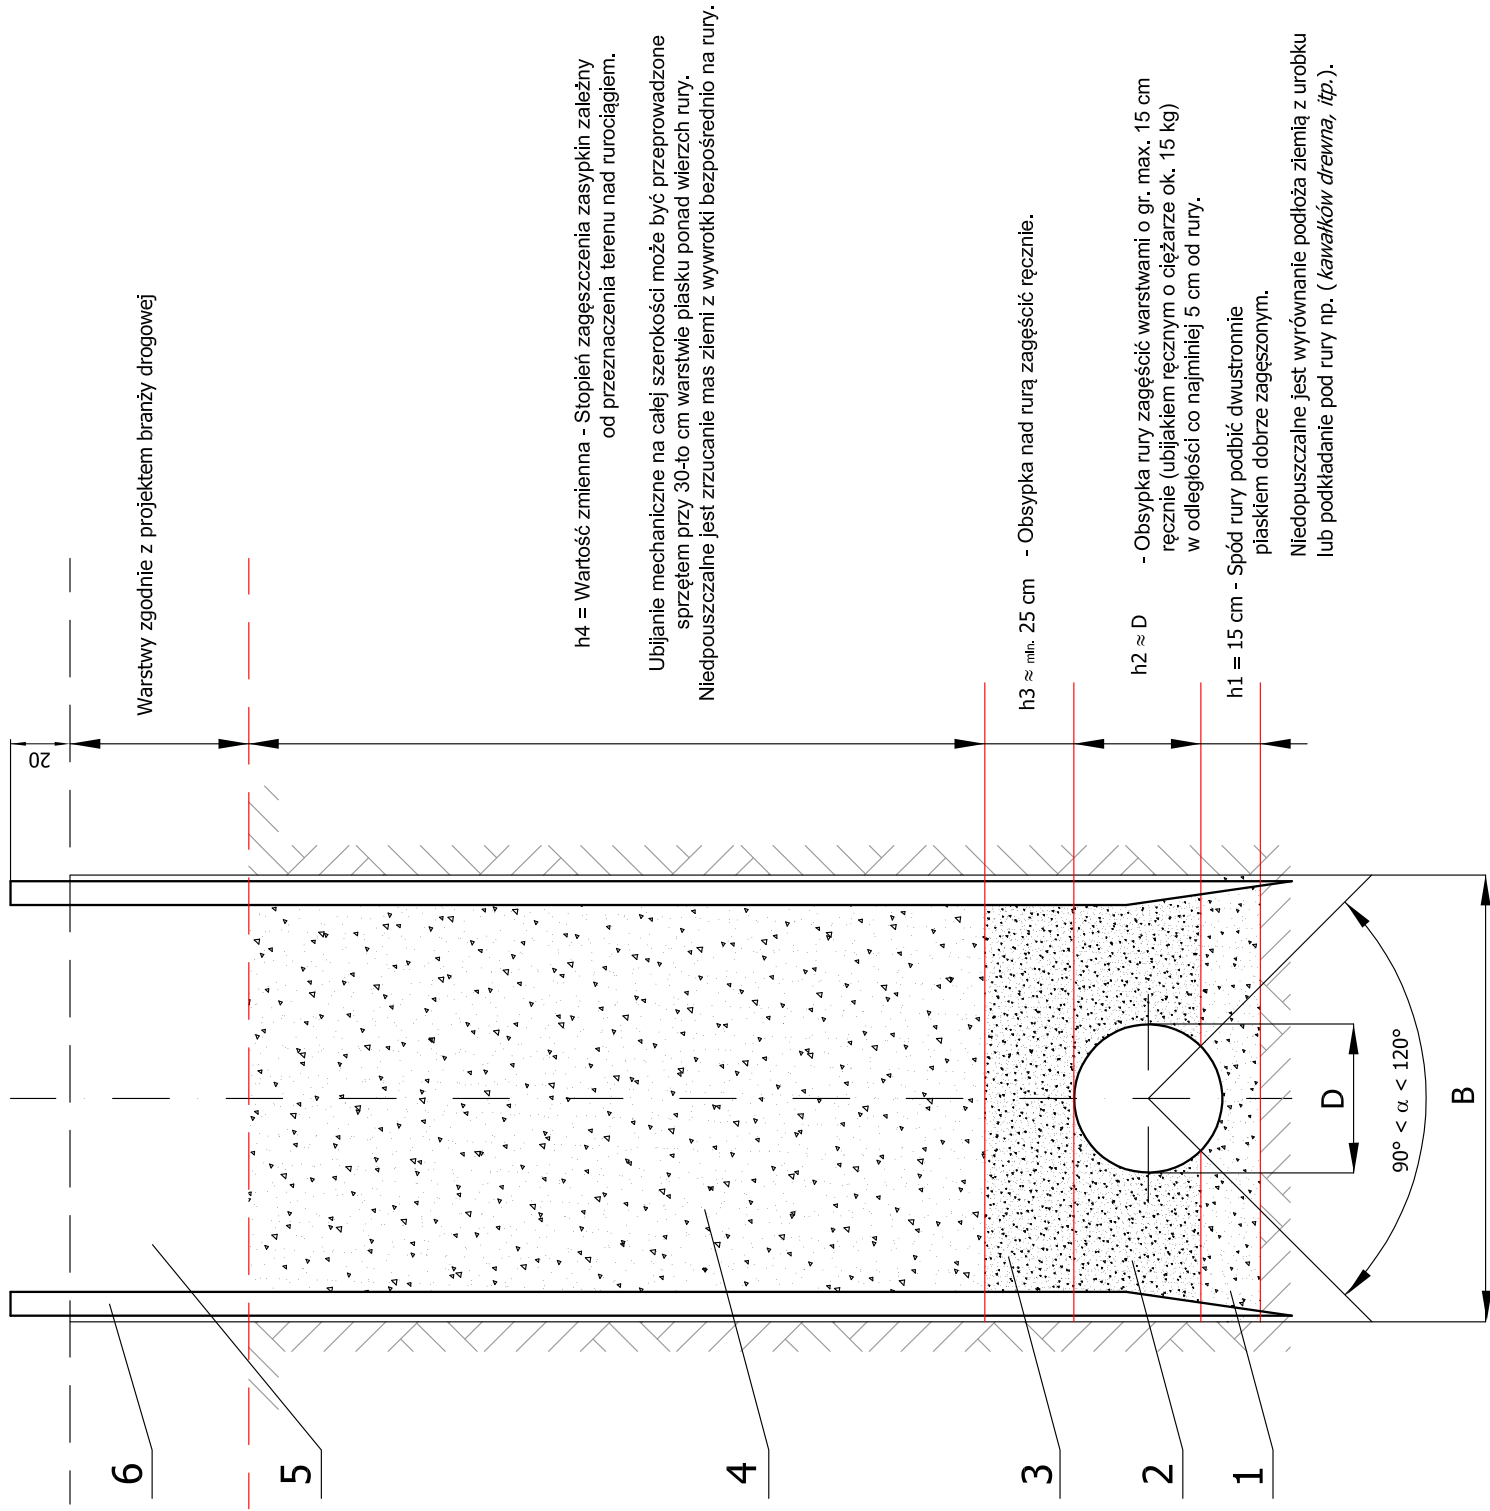 20
Warstwy zgodnie z projektem branży drogowej
h4 = Wartość zmienna - Stopień zagęszczenia zasypkin zależny
od przeznaczenia terenu nad rurociągiem.
Ubijanie mechaniczne na całej szerokości może być przeprowadzone
sprzętem przy 30-to cm warstwie piasku ponad wierzch rury.
Niedpouszczalne jest zrzucanie mas ziemi z wywrotki bezpośrednio na rury.
h3 ≈ min. 25 cm - Obsypka nad rurą zagęścić ręcznie.
h2 ≈ D - Obsypka rury zagęścić warstwami o gr. max. 15 cm
ręcznie (ubijakiem ręcznym o ciężarze ok. 15 kg)
w odległości co najminiej 5 cm od rury.
h1 = 15 cm - Spód rury podbić dwustronnie
piaskiem dobrze zagęszonym.
Niedopuszczalne jest wyrównanie podłoża ziemią z urobku
lub podkładanie pod rury np. (kawałków drewna, itp.).
6
5
4
3
2
1
D
90° < α < 120°
B